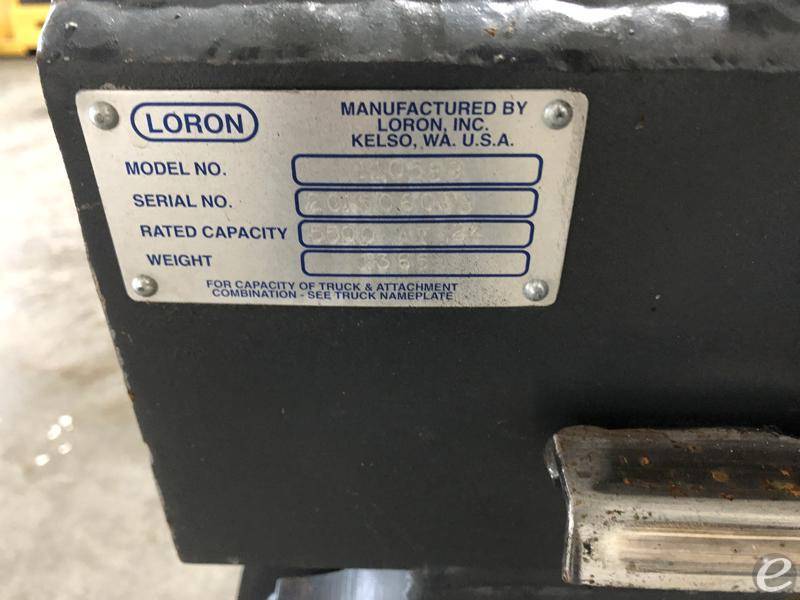 LORON
MANUFACTURED BY
LORON, INC.
KELSO, WA. U.S.A.
MODEL NO.
SERIAL NO.
RATED CAPACITY 5500
WEIGHT
FOR CAPACITY OF TRUCK & ATTACHMENT
COMBINATION - SEE TRUCK NAMEPLATE
e